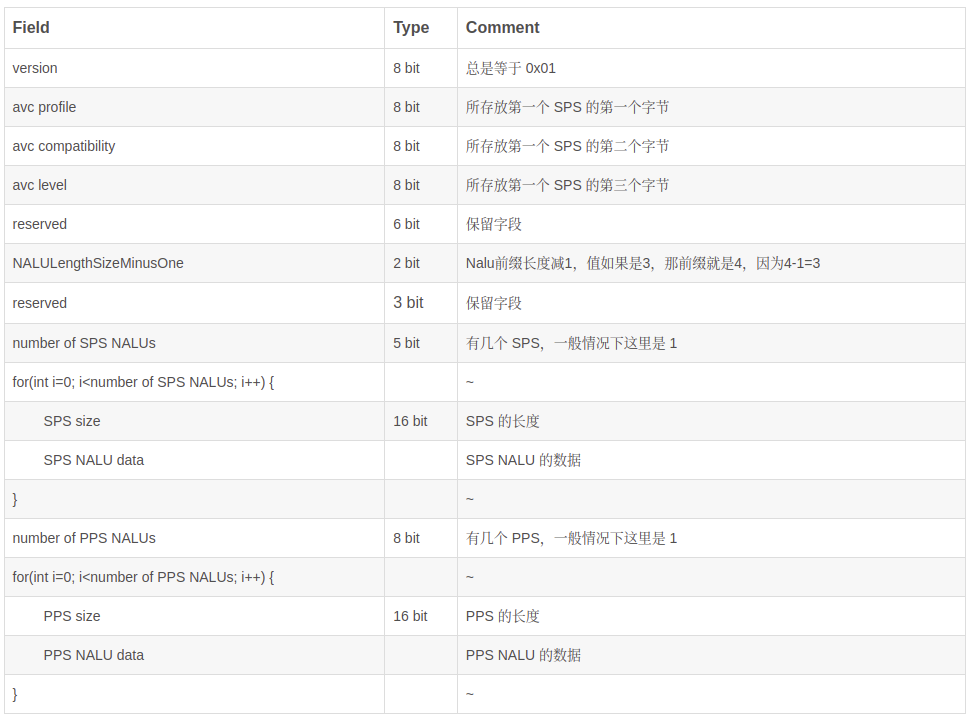 Field Type Comment
version 8 bit 总是等于 0x01
avc profile 8 bit 所存放第一个 SPS 的第一个字节
avc compatibility 8 bit 所存放第一个 SPS 的第二个字节
avc level 8 bit 所存放第一个 SPS 的第三个字节
reserved 6 bit 保留字段
NALULengthSizeMinusOne 2 bit Nalu前缀长度减1，值如果是3，那前缀就是4，因为4-1=3
reserved 3 bit 保留字段
number of SPS NALUs 5 bit 有几个 SPS，一般情况下这里是 1
for(int i=0; i<number of SPS NALUs; i++) { ~
SPS size 16 bit SPS 的长度
SPS NALU data SPS NALU 的数据
} ~
number of PPS NALUs 8 bit 有几个 PPS，一般情况下这里是 1
for(int i=0; i<number of PPS NALUs; i++) { ~
PPS size 16 bit PPS 的长度
PPS NALU data PPS NALU 的数据
} ~